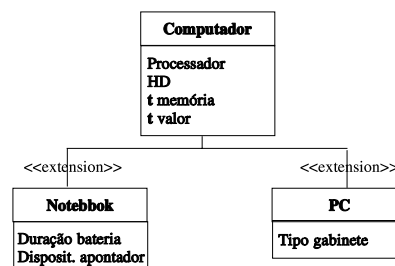 Computador
Processador
HD
t memória
t valor
<<extension>> <<extension>>
Notebbok
Duração bateria
Disposit. apontador
PC
Tipo gabinete